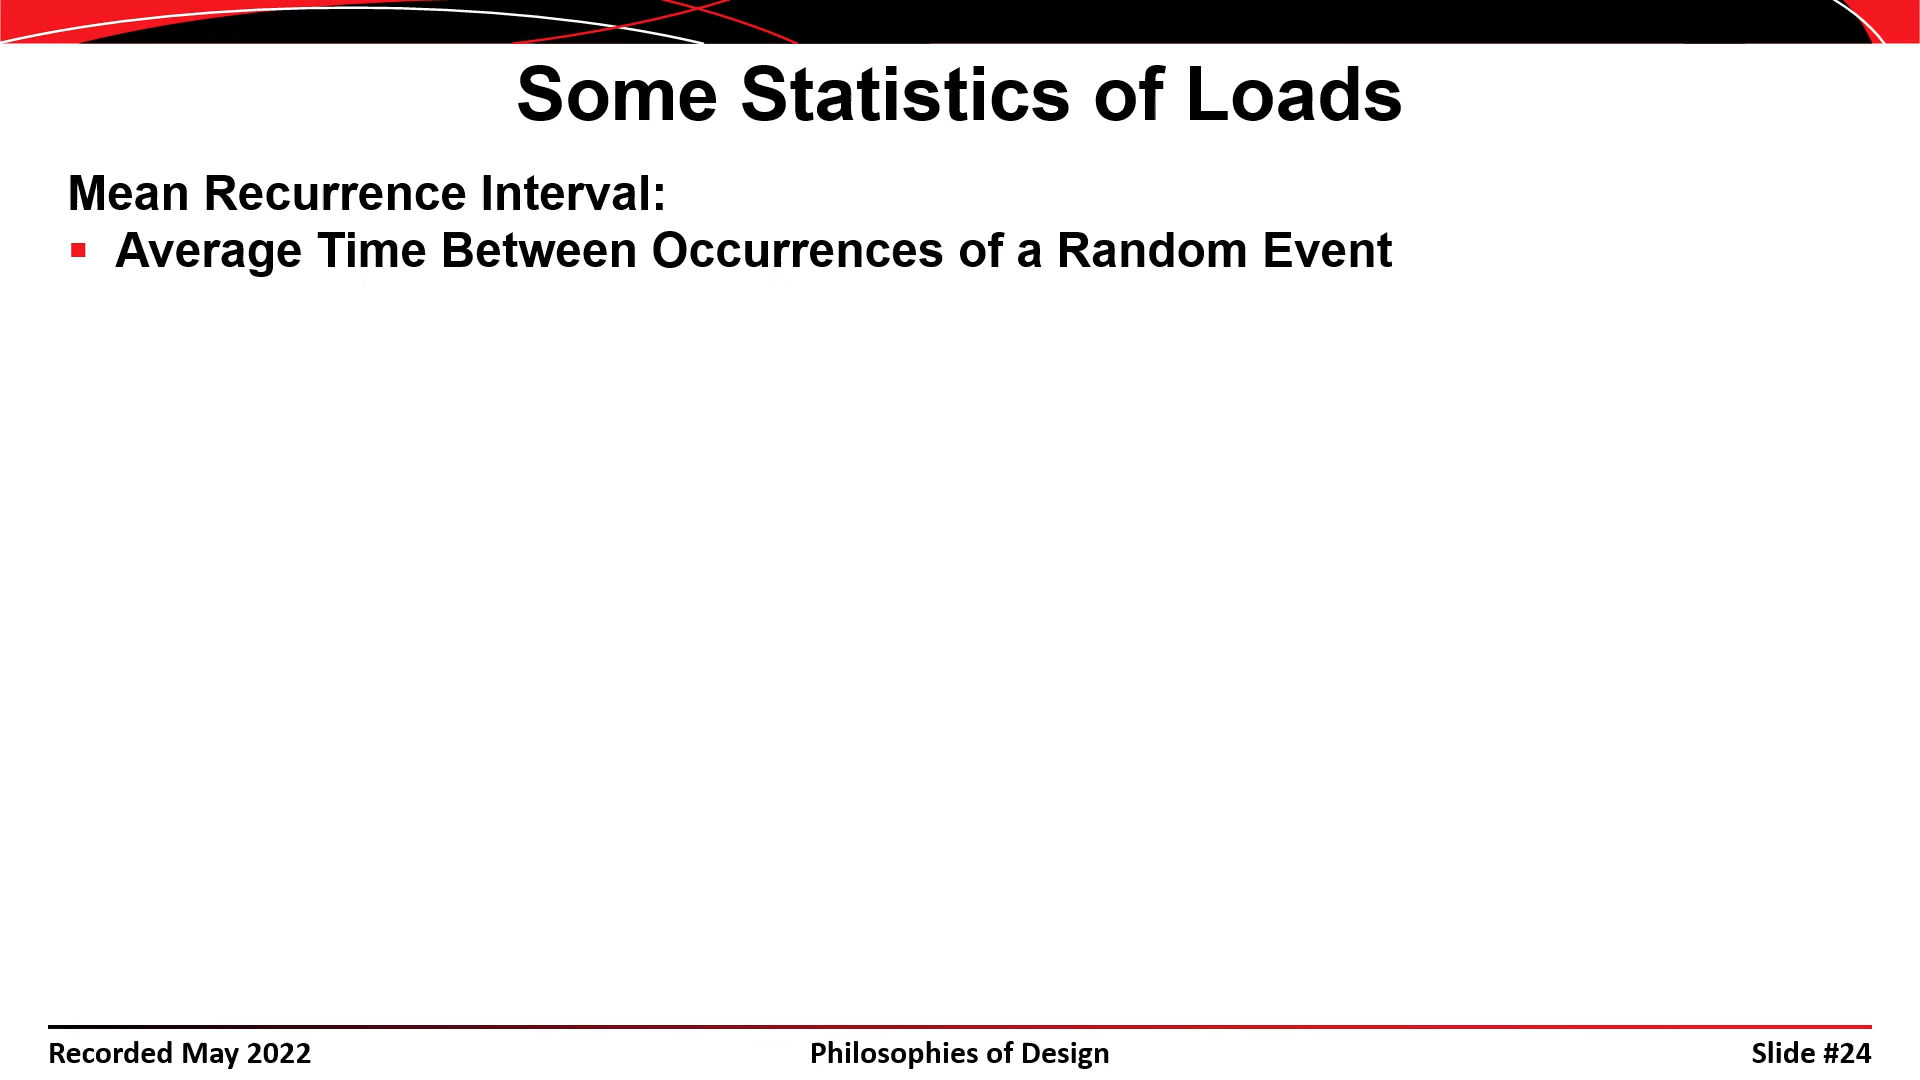 Some Statistics of Loads
Mean Recurrence Interval:
▪ Average Time Between Occurrences of a Random Event
Recorded May 2022
Philosophies of Design
Slide #24